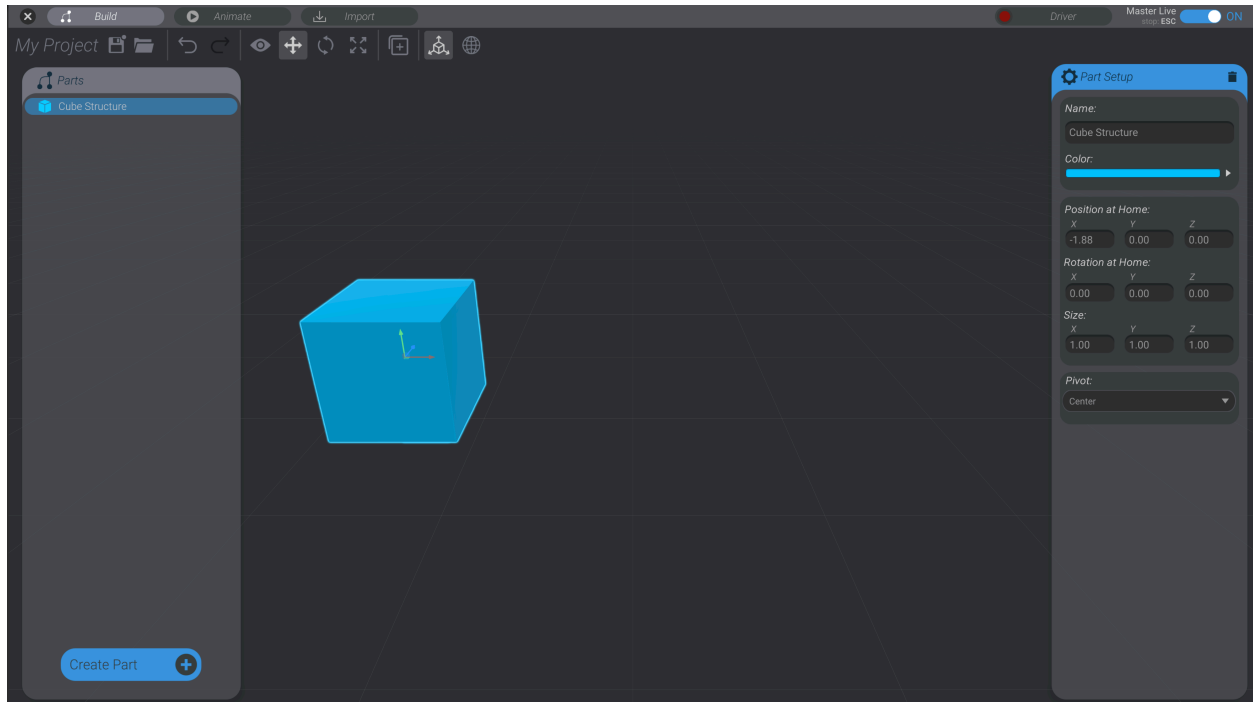 Build
Animate
Import
Driver
Master Live
stop: ESC
ON
My Project
Parts
Cube Structure
Create Part
Part Setup
Name:
Cube Structure
Color:
Position at Home:
X Y Z
-1.88 0.00 0.00
Rotation at Home:
X Y Z
0.00 0.00 0.00
Size:
X Y Z
1.00 1.00 1.00
Pivot:
Center